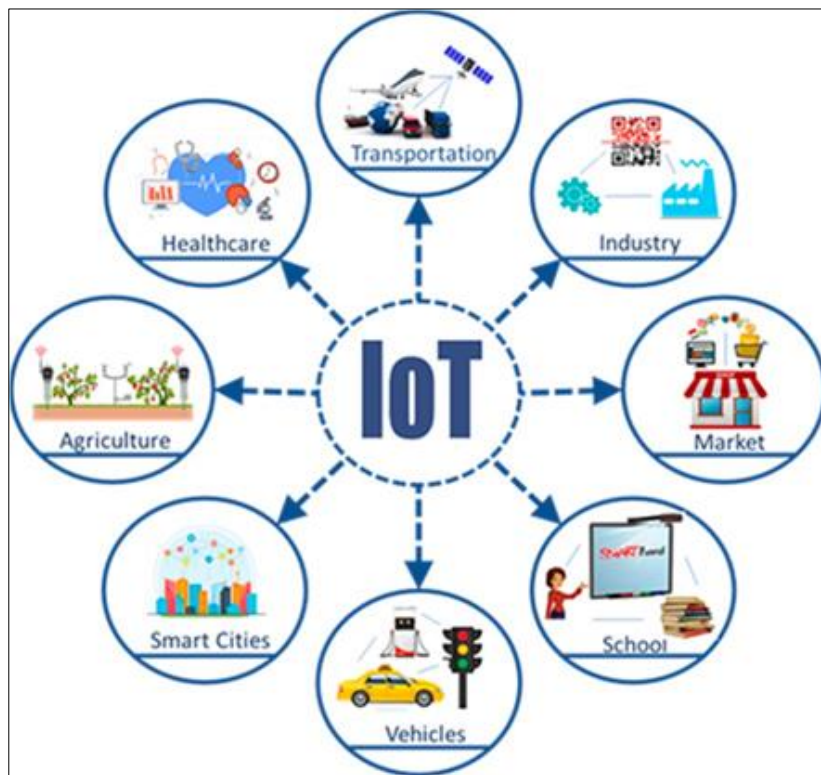 Transportation
Healthcare
Industry
IoT
Agriculture
Market
Smart Cities
School
Vehicles